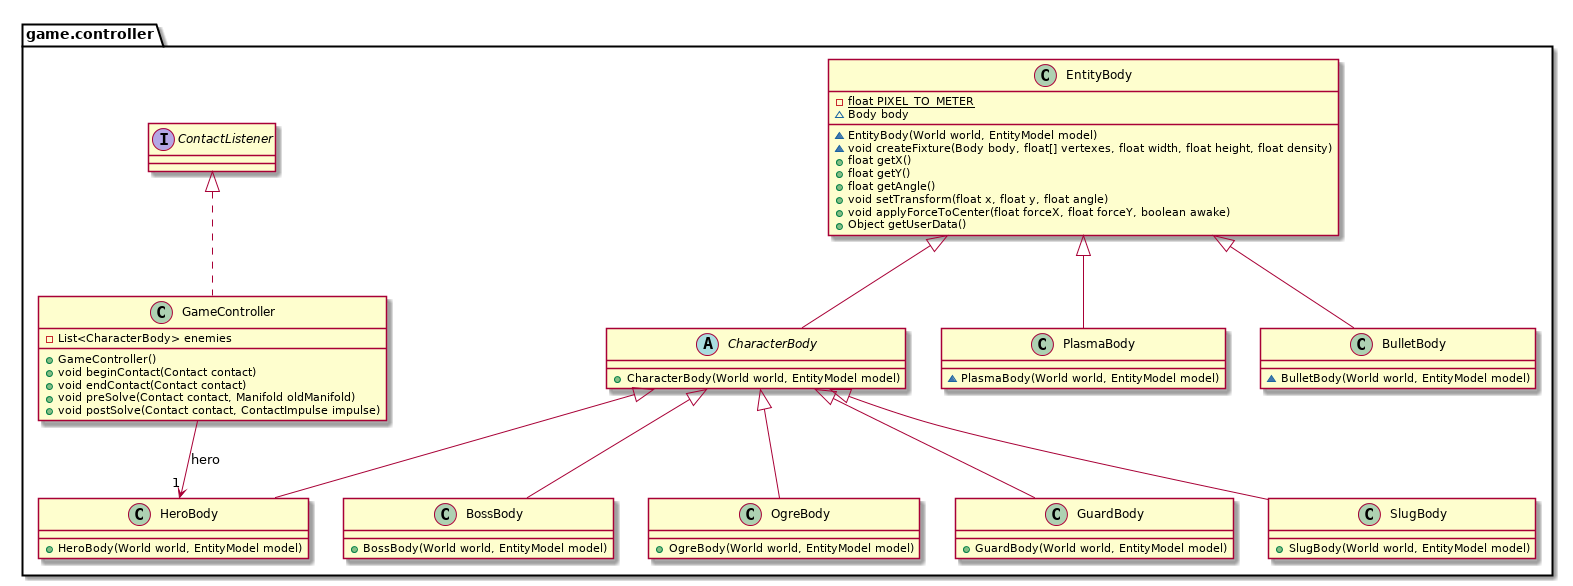 game.controller
C EntityBody
float PIXEL_TO_METER
Body body
EntityBody(World world, EntityModel model)
void createFixture(Body body, float[] vertexes, float width, float height, float density)
float getX()
float getY()
float getAngle()
void setTransform(float x, float y, float angle)
void applyForceToCenter(float forceX, float forceY, boolean awake)
Object getUserData()
I ContactListener
C GameController
List<CharacterBody> enemies
GameController()
void beginContact(Contact contact)
void endContact(Contact contact)
void preSolve(Contact contact, Manifold oldManifold)
void postSolve(Contact contact, ContactImpulse impulse)
A CharacterBody
CharacterBody(World world, EntityModel model)
C PlasmaBody
PlasmaBody(World world, EntityModel model)
C BulletBody
BulletBody(World world, EntityModel model)
hero
1
C HeroBody
HeroBody(World world, EntityModel model)
C BossBody
BossBody(World world, EntityModel model)
C OgreBody
OgreBody(World world, EntityModel model)
C GuardBody
GuardBody(World world, EntityModel model)
C SlugBody
SlugBody(World world, EntityModel model)